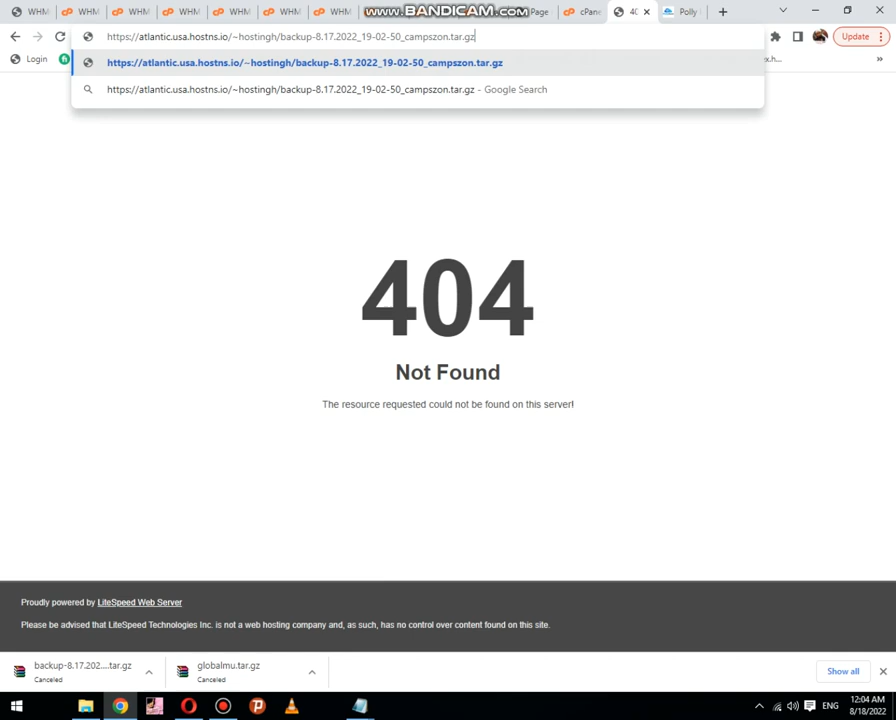 WHM
WHM
WHM
WHM
WHM
WHM
WHM
WWW.BANDICAM.COM
Page
cPane
40
Polly
https://atlantic.usa.hostns.io/~hostingh/backup-8.17.2022_19-02-50_campszon.tar.gz
Update
Login
https://atlantic.usa.hostns.io/~hostingh/backup-8.17.2022_19-02-50_campszon.tar.gz
https://atlantic.usa.hostns.io/~hostingh/backup-8.17.2022_19-02-50_campszon.tar.gz - Google Search
404
Not Found
The resource requested could not be found on this server!
Proudly powered by LiteSpeed Web Server
Please be advised that LiteSpeed Technologies Inc. is not a web hosting company and, as such, has no control over content found on this site.
backup-8.17.202....tar.gz
Canceled
globalmu.tar.gz
Canceled
Show all
ENG
12:04 AM
8/18/2022